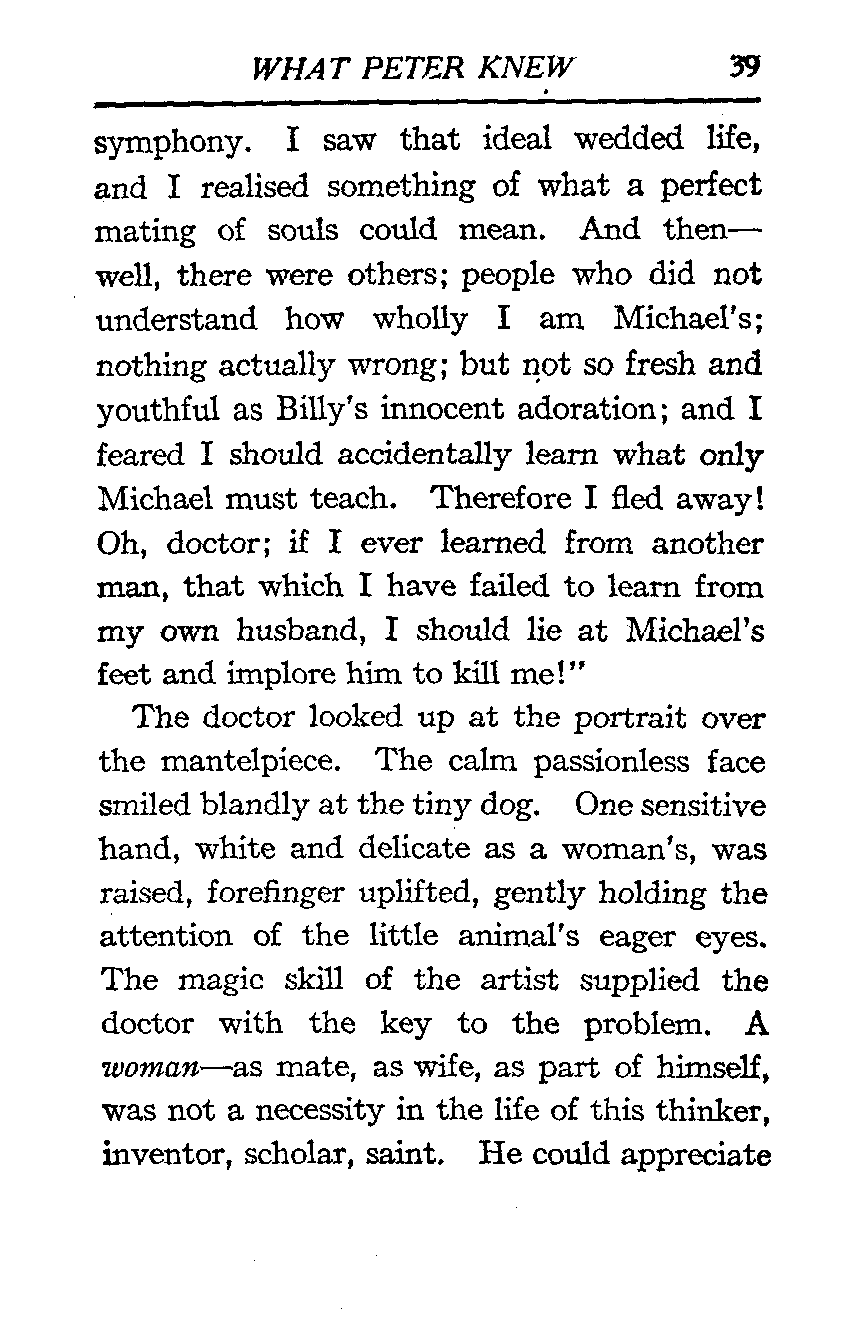 WHAT PETER KNEW 39
symphony. I saw that ideal wedded life,
and I realised something of what a perfect
mating of souls could mean. And then—
well, there were others; people who did not
understand how wholly I am Michael's;
nothing actually wrong; but not so fresh and
youthful as Billy's innocent adoration; and I
feared I should accidentally learn what only
Michael must teach. Therefore I fled away!
Oh, doctor; if I ever learned from another
man, that which I have failed to learn from
my own husband, I should lie at Michael's
feet and implore him to kill me!"
The doctor looked up at the portrait over
the mantelpiece. The calm passionless face
smiled blandly at the tiny dog. One sensitive
hand, white and delicate as a woman's, was
raised, forefinger uplifted, gently holding the
attention of the little animal's eager eyes.
The magic skill of the artist supplied the
doctor with the key to the problem. A
woman—as mate, as wife, as part of himself,
was not a necessity in the life of this thinker,
inventor, scholar, saint. He could appreciate